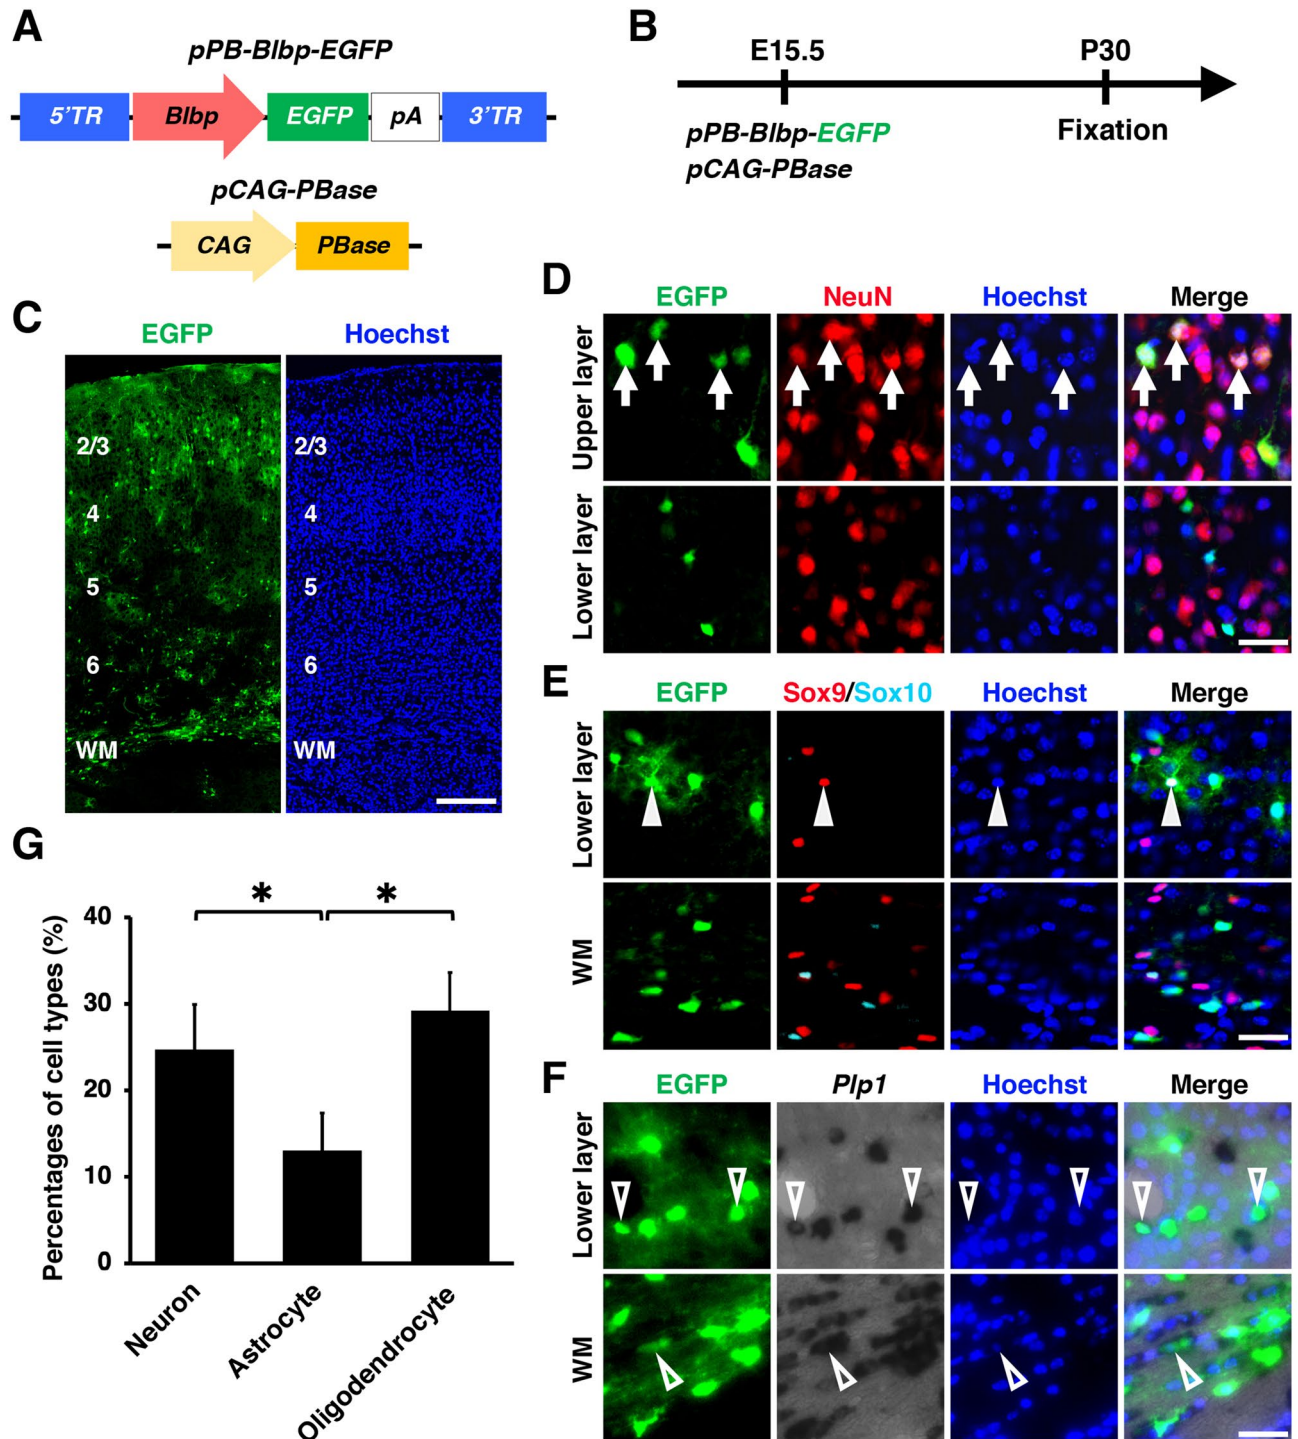 A
pPB-Blbp-EGFP
5'TR Blbp EGFP pA 3'TR
pCAG-PBase
CAG PBase
B
E15.5 P30
pPB-Blbp-EGFP
pCAG-PBase
Fixation
C
EGFP Hoechst
2/3 2/3
4 4
5 5
6 6
WM WM
D
EGFP NeuN Hoechst Merge
Upper layer
Lower layer
E
EGFP Sox9/Sox10 Hoechst Merge
Lower layer
WM
F
EGFP Plp1 Hoechst Merge
Lower layer
WM
G
Percentages of cell types (%)
* *
40
30
20
10
0
Neuron
Astrocyte
Oligodendrocyte